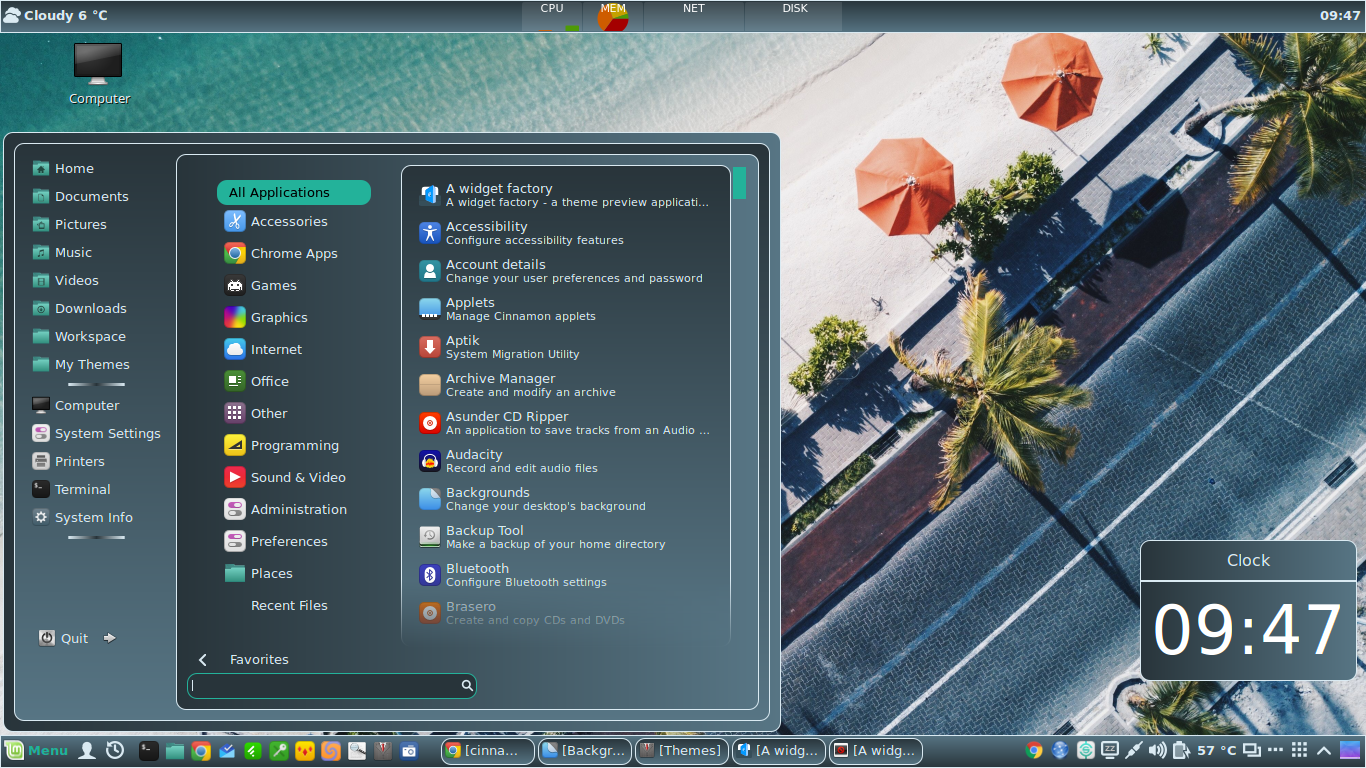 Cloudy 6 °C
CPU
MEM
NET
DISK
09:47
Computer
Home
Documents
Pictures
Music
Videos
Downloads
Workspace
My Themes
Computer
System Settings
Printers
Terminal
System Info
Quit
All Applications
Accessories
Chrome Apps
Games
Graphics
Internet
Office
Other
Programming
Sound & Video
Administration
Preferences
Places
Recent Files
A widget factory
A widget factory - a theme preview applicati...
Accessibility
Configure accessibility features
Account details
Change your user preferences and password
Applets
Manage Cinnamon applets
Aptik
System Migration Utility
Archive Manager
Create and modify an archive
Asunder CD Ripper
An application to save tracks from an Audio ...
Audacity
Record and edit audio files
Backgrounds
Change your desktop's background
Backup Tool
Make a backup of your home directory
Bluetooth
Configure Bluetooth settings
Brasero
Create and copy CDs and DVDs
Favorites
Clock
09:47
Menu
[cinna...
[Backgr...
[Themes]
[A widg...
[A widg...
57 °C